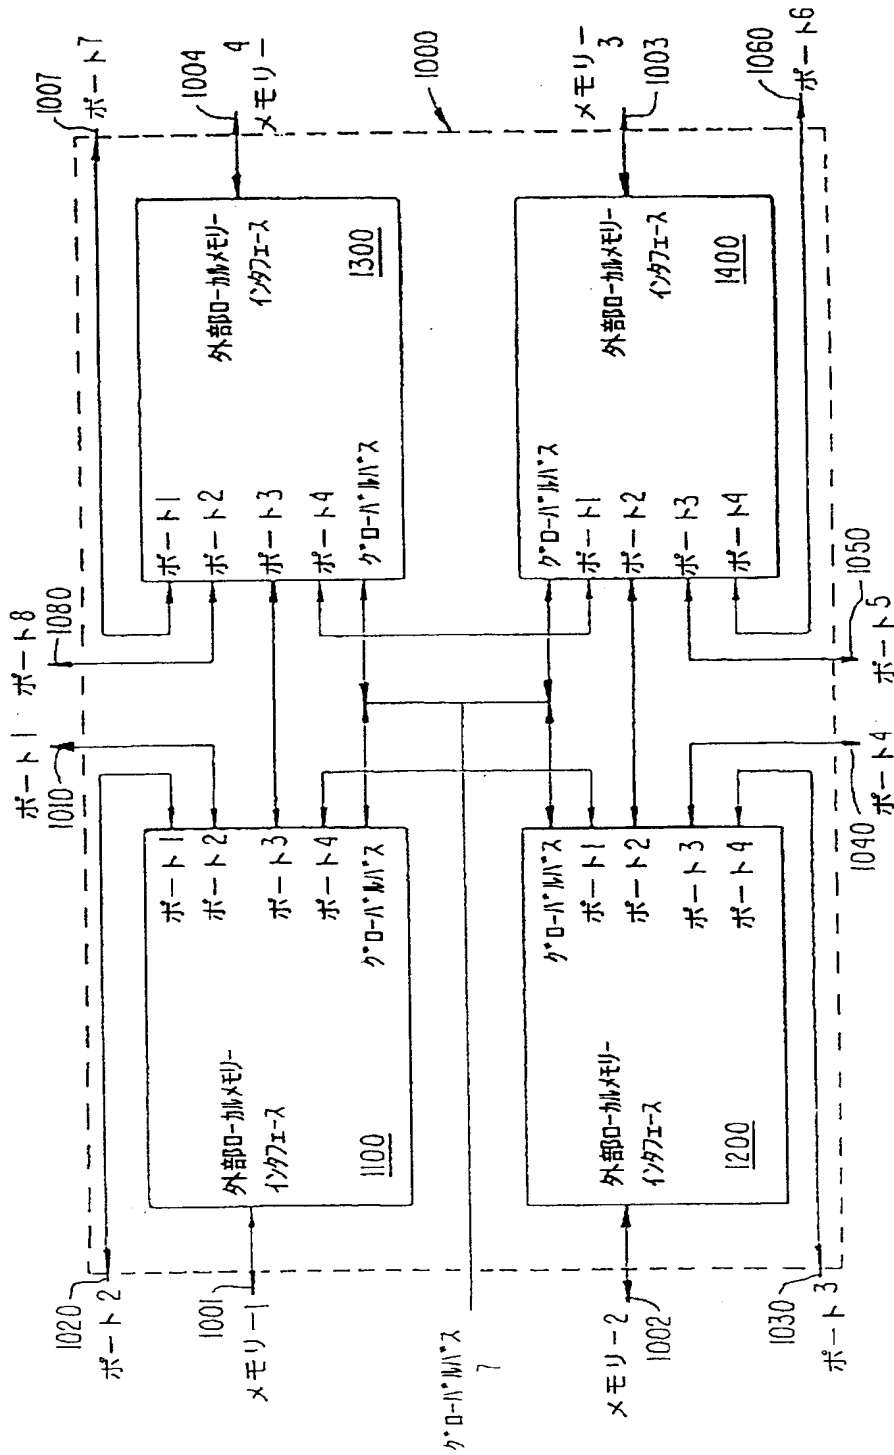 1020
ポート2
1001
メモリー1
グローバルバス
7
メモリー2
1002
1030
ポート3
外部ローカルメモリー
インタフェース
1100
ポート1
ポート2
ポート3
ポート4
グローバルバス
外部ローカルメモリー
インタフェース
1200
グローバルバス
ポート1
ポート2
ポート3
ポート4
ポート1
1010
1040
ポート4
ポート8
1080
1050
ポート5
ポート1
ポート2
ポート3
ポート4
グローバルバス
外部ローカルメモリー
インタフェース
1300
グローバルバス
ポート1
ポート2
ポート3
ポート4
外部ローカルメモリー
インタフェース
1400
1007
ポート7
1004
メモリー
4
1000
メモリー
3
1003
1060
ポート6